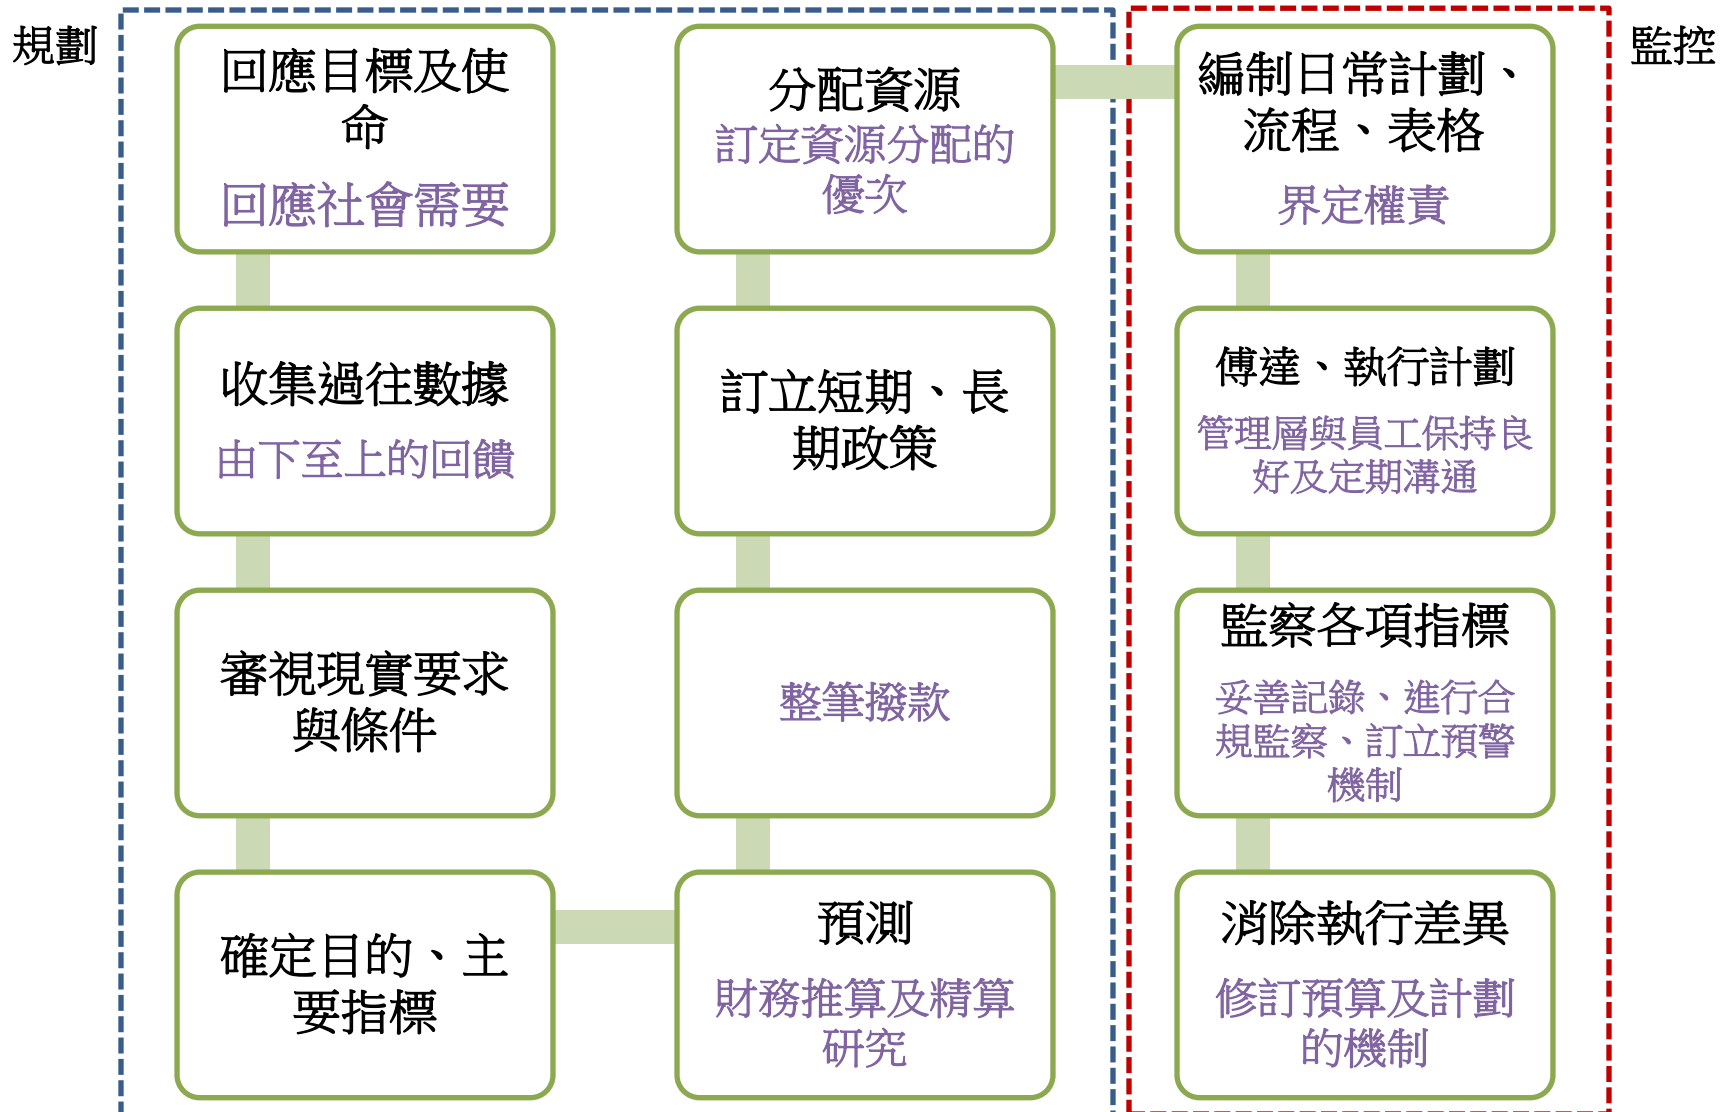 規劃
回應目標及使
命
回應社會需要
收集過往數據
由下至上的回饋
審視現實要求
與條件
確定目的、主
要指標
預測
財務推算及精算
研究
整筆撥款
訂立短期、長
期政策
分配資源
訂定資源分配的
優次
監控
編制日常計劃、
流程、表格
界定權責
傅達、執行計劃
管理層與員工保持良
好及定期溝通
監察各項指標
妥善記錄、進行合
規監察、訂立預警
機制
消除執行差異
修訂預算及計劃
的機制